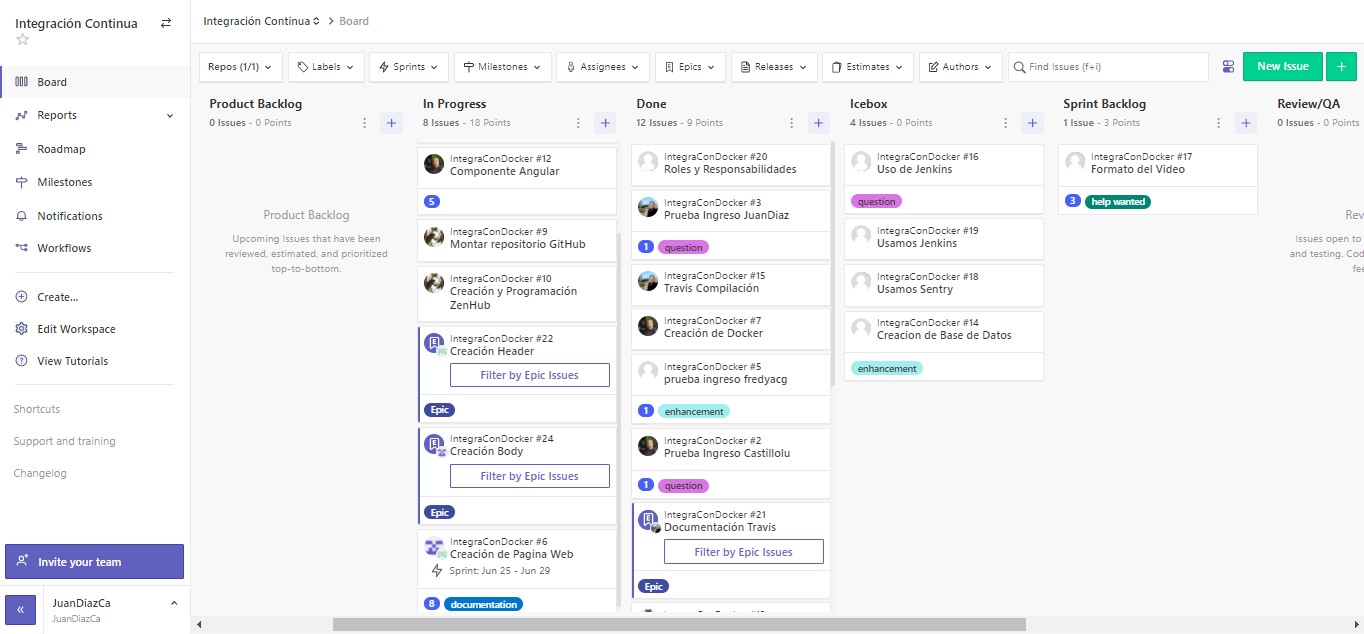 Integración Continua
Board
Reports
Roadmap
Milestones
Notifications
Workflows
Create...
Edit Workspace
View Tutorials
Shortcuts
Support and training
Changelog
Invite your team
«
JuanDiazCa
JuanDiazCa
Integración Continua > Board
Repos (1/1) Labels Sprints Milestones Assignees Epics Releases Estimates Authors Find Issues (f+i) New Issue +
Product Backlog
0 Issues - 0 Points
Product Backlog
Upcoming Issues that have been
reviewed, estimated, and prioritized
top-to-bottom.
In Progress
8 Issues - 18 Points
IntegraConDocker #12
Componente Angular
5
IntegraConDocker #9
Montar repositorio GitHub
IntegraConDocker #10
Creación y Programación
ZenHub
IntegraConDocker #22
Creación Header
Filter by Epic Issues
Epic
IntegraConDocker #24
Creación Body
Filter by Epic Issues
Epic
IntegraConDocker #6
Creación de Pagina Web
Sprint: Jun 25 - Jun 29
8 documentation
Done
12 Issues - 9 Points
IntegraConDocker #20
Roles y Responsabilidades
IntegraConDocker #3
Prueba Ingreso JuanDiaz
1 question
IntegraConDocker #15
Travis Compilación
IntegraConDocker #7
Creación de Docker
IntegraConDocker #5
prueba ingreso fredyacg
1 enhancement
IntegraConDocker #2
Prueba Ingreso Castillolu
1 question
IntegraConDocker #21
Documentación Travis
Filter by Epic Issues
Epic
Icebox
4 Issues - 0 Points
IntegraConDocker #16
Uso de Jenkins
question
IntegraConDocker #19
Usamos Jenkins
IntegraConDocker #18
Usamos Sentry
IntegraConDocker #14
Creacion de Base de Datos
enhancement
Sprint Backlog
1 Issue - 3 Points
IntegraConDocker #17
Formato del Video
3 help wanted
Review/QA
0 Issues - 0 Points
Rev
Issues open to
and testing. Cod
fee